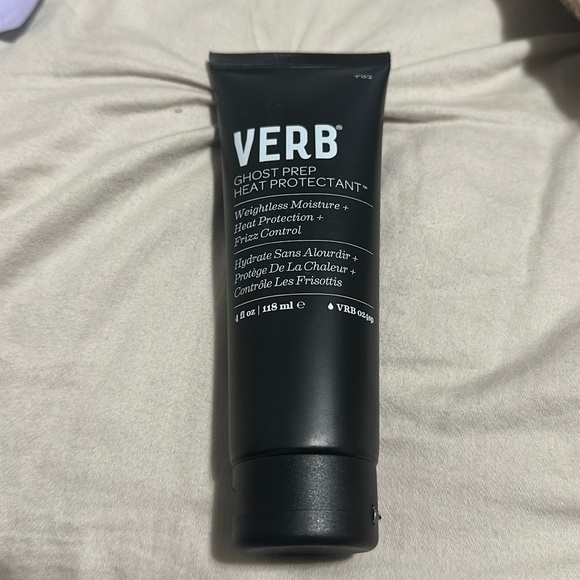 VERB®
GHOST PREP
HEAT PROTECTANT™
Weightless Moisture +
Heat Protection +
Frizz Control
Hydrate Sans Alourdir +
Protège De La Chaleur +
Contrôle Les Frisottis
4 fl oz | 118 ml ℮ VRB